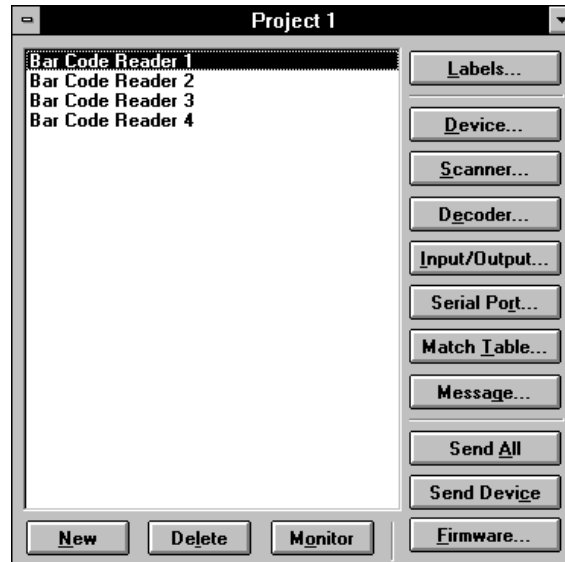 Project 1
Bar Code Reader 1
Bar Code Reader 2
Bar Code Reader 3
Bar Code Reader 4
Labels...
Device...
Scanner...
Decoder...
Input/Output...
Serial Port...
Match Table...
Message...
Send All
Send Device
Firmware...
New
Delete
Monitor